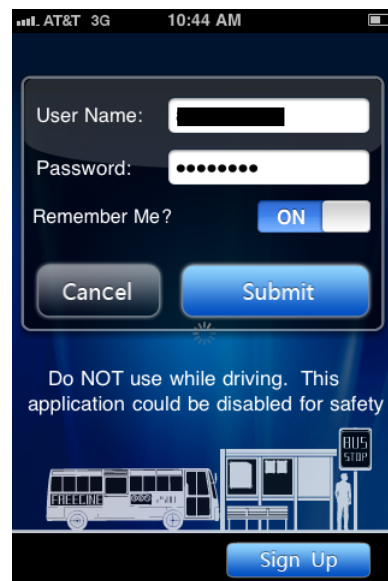 AT&T 3G 10:44 AM
User Name:
Password: ••••••••
Remember Me? ON
Cancel Submit
Do NOT use while driving. This
application could be disabled for safety
BUS
STOP
FREELINE
Sign Up